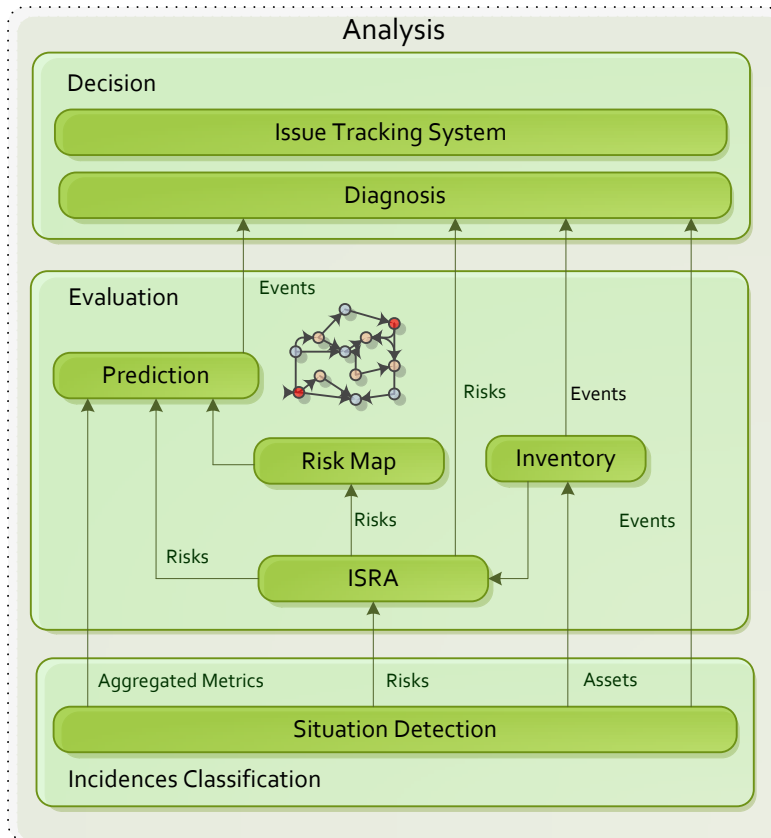 Analysis
Decision
Issue Tracking System
Diagnosis
Evaluation
Events
Prediction
Risks
Events
Risk Map
Inventory
Risks
Events
Risks
ISRA
Aggregated Metrics
Risks
Assets
Situation Detection
Incidences Classification